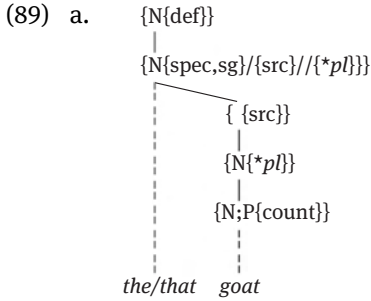 (89) a. {N{def}}
{N{spec,sg}/{src}//{*pl}}}
{ {src}}
{N{*pl}}
{N;P{count}}
the/that goat